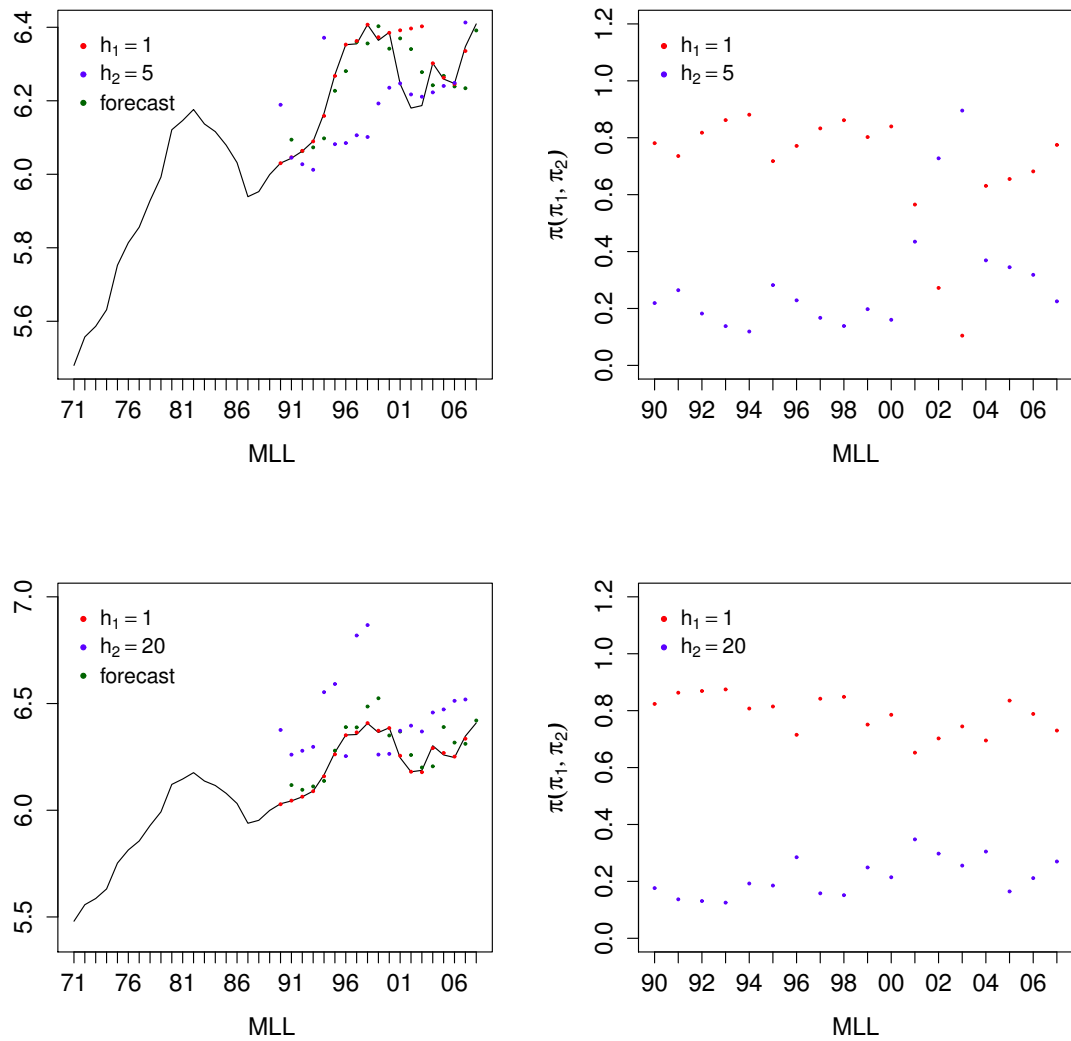 6.4
6.2
6.0
5.8
5.6
h₁ = 1
h₂ = 5
forecast
71 76 81 86 91 96 01 06
MLL
π(π₁, π₂)
1.2
1.0
0.8
0.6
0.4
0.2
0.0
h₁ = 1
h₂ = 5
90 92 94 96 98 00 02 04 06
MLL
7.0
6.5
6.0
5.5
h₁ = 1
h₂ = 20
forecast
71 76 81 86 91 96 01 06
MLL
π(π₁, π₂)
1.2
1.0
0.8
0.6
0.4
0.2
0.0
h₁ = 1
h₂ = 20
90 92 94 96 98 00 02 04 06
MLL